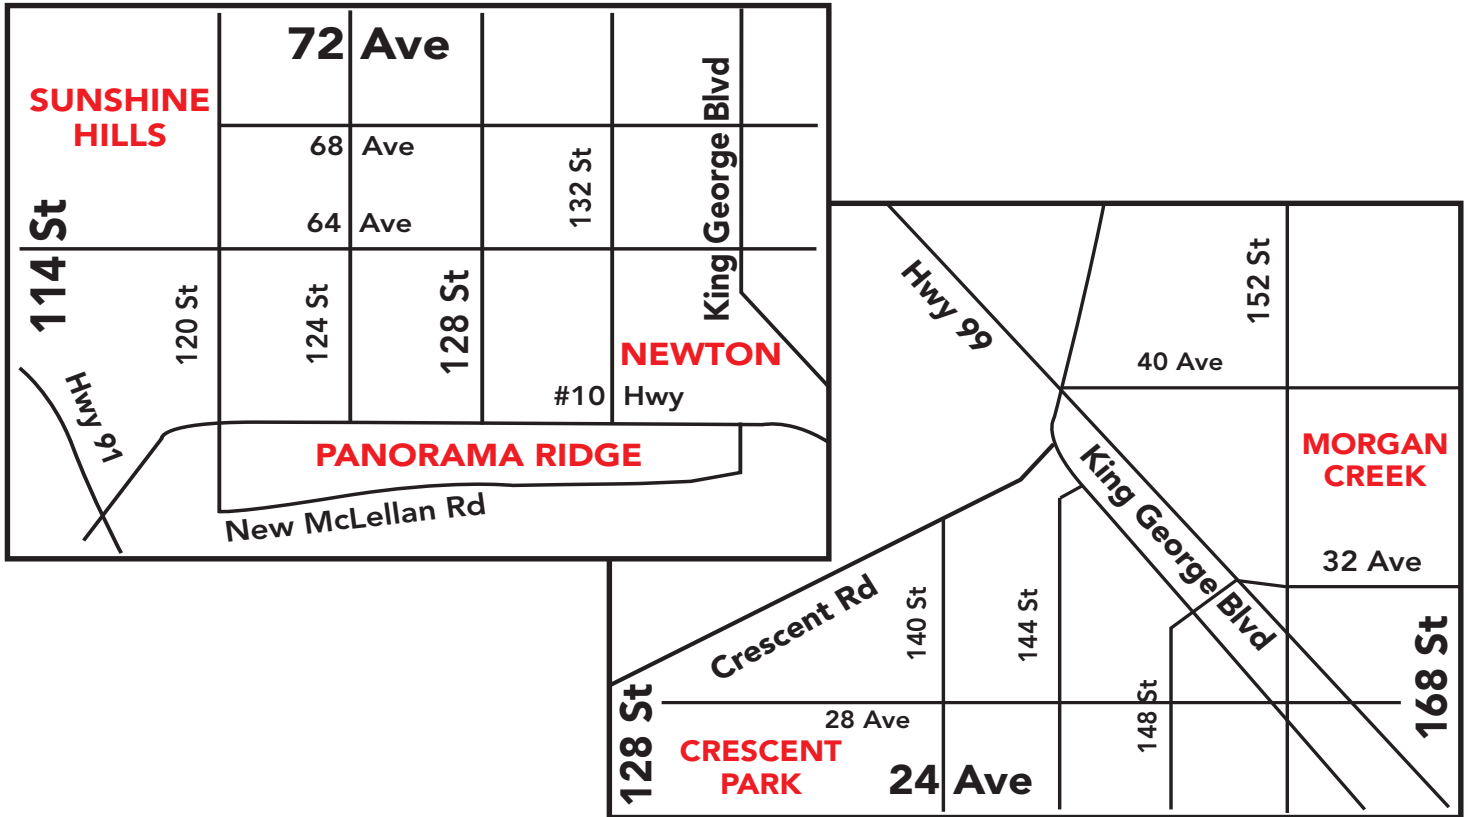 72 Ave
SUNSHINE
HILLS
68 Ave
64 Ave
132 St
King George Blvd
114 St
120 St
124 St
128 St
NEWTON
#10 Hwy
Hwy 91
PANORAMA RIDGE
New McLellan Rd
Hwy 99
152 St
40 Ave
MORGAN
CREEK
King George Blvd
32 Ave
Crescent Rd
140 St
144 St
148 St
168 St
128 St
28 Ave
CRESCENT
PARK
24 Ave